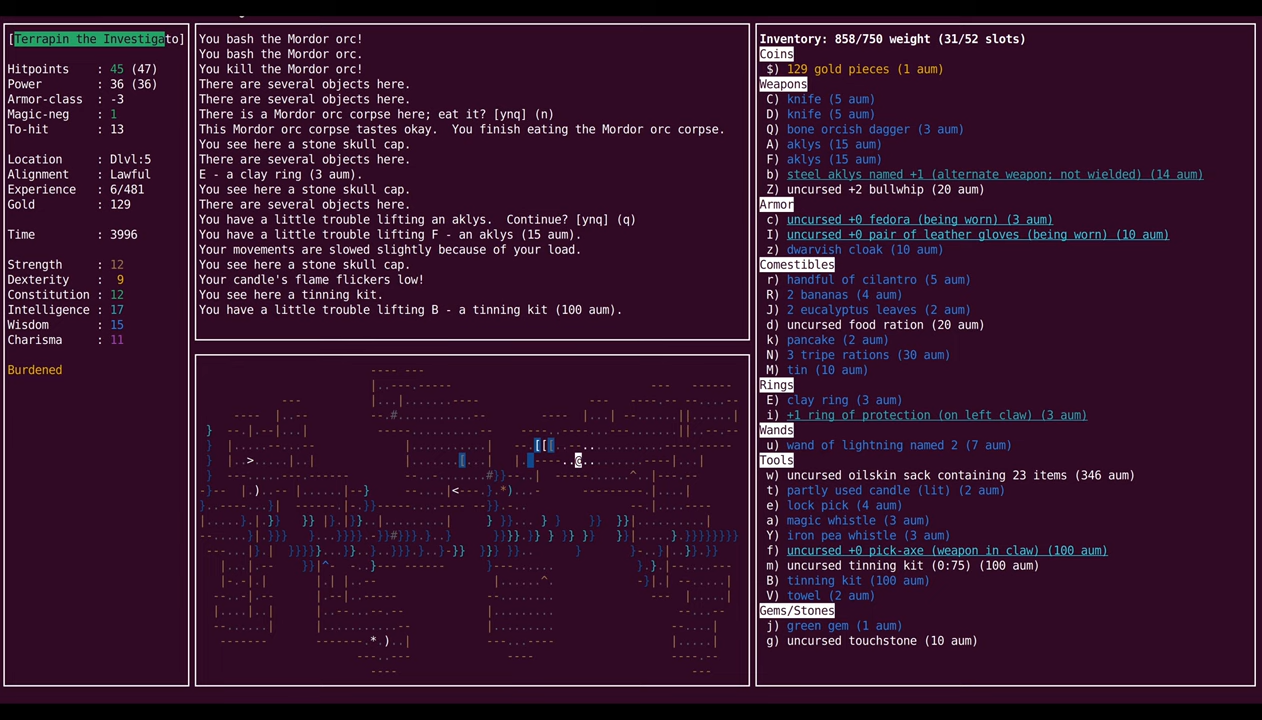 [Terrapin the Investigato]
Hitpoints : 45 (47)
Power : 36 (36)
Armor-class : -3
Magic-neg : 1
To-hit : 13
Location : Dlvl:5
Alignment : Lawful
Experience : 6/481
Gold : 129
Time : 3996
Strength : 12
Dexterity : 9
Constitution : 12
Intelligence : 17
Wisdom : 15
Charisma : 11
Burdened
You bash the Mordor orc!
You bash the Mordor orc.
You kill the Mordor orc!
There are several objects here.
There are several objects here.
There is a Mordor orc corpse here; eat it? [ynq] (n)
This Mordor orc corpse tastes okay.  You finish eating the Mordor orc corpse.
You see here a stone skull cap.
There are several objects here.
E - a clay ring (3 aum).
You see here a stone skull cap.
There are several objects here.
You have a little trouble lifting an aklys.  Continue? [ynq] (q)
You have a little trouble lifting F - an aklys (15 aum).
Your movements are slowed slightly because of your load.
You see here a stone skull cap.
Your candle's flame flickers low!
You see here a tinning kit.
You have a little trouble lifting B - a tinning kit (100 aum).
Inventory: 858/750 weight (31/52 slots)
Coins
$) 129 gold pieces (1 aum)
Weapons
C) knife (5 aum)
D) knife (5 aum)
Q) bone orcish dagger (3 aum)
A) aklys (15 aum)
F) aklys (15 aum)
b) steel aklys named +1 (alternate weapon; not wielded) (14 aum)
Z) uncursed +2 bullwhip (20 aum)
Armor
c) uncursed +0 fedora (being worn) (3 aum)
I) uncursed +0 pair of leather gloves (being worn) (10 aum)
z) dwarvish cloak (10 aum)
Comestibles
r) handful of cilantro (5 aum)
R) 2 bananas (4 aum)
J) 2 eucalyptus leaves (2 aum)
d) uncursed food ration (20 aum)
k) pancake (2 aum)
N) 3 tripe rations (30 aum)
M) tin (10 aum)
Rings
E) clay ring (3 aum)
i) +1 ring of protection (on left claw) (3 aum)
Wands
u) wand of lightning named 2 (7 aum)
Tools
w) uncursed oilskin sack containing 23 items (346 aum)
t) partly used candle (lit) (2 aum)
e) lock pick (4 aum)
a) magic whistle (3 aum)
Y) iron pea whistle (3 aum)
f) uncursed +0 pick-axe (weapon in claw) (100 aum)
m) uncursed tinning kit (0:75) (100 aum)
B) tinning kit (100 aum)
V) towel (2 aum)
Gems/Stones
j) green gem (1 aum)
g) uncursed touchstone (10 aum)